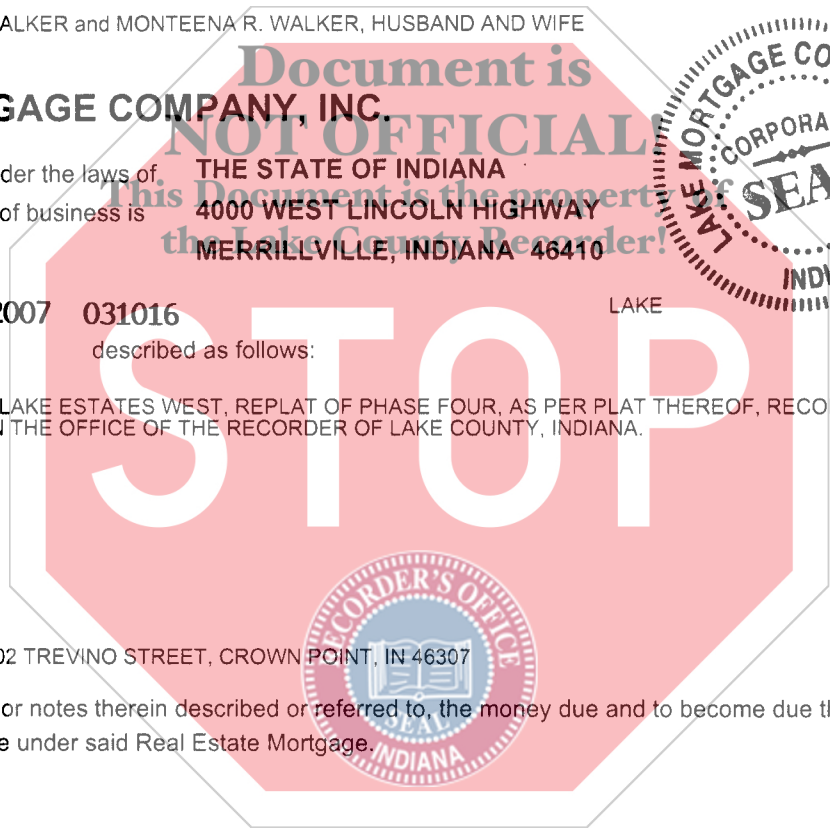 ALKER and MONTEENA R. WALKER, HUSBAND AND WIFE
Document is
GAGE COMPANY, INC.
NOT OFFICIAL!
LAKE MORTGAGE CO
CORPORA
SEA
INDI
der the laws of THE STATE OF INDIANA
This Document is the property of
of business is 4000 WEST LINCOLN HIGHWAY
the Lake County Recorder!
MERRILLVILLE, INDIANA 46410
2007 031016
LAKE
described as follows:
STOP
LAKE ESTATES WEST, REPLAT OF PHASE FOUR, AS PER PLAT THEREOF, RECO
N THE OFFICE OF THE RECORDER OF LAKE COUNTY, INDIANA.
RECORDER'S OFFICE
SEAL
INDIANA
02 TREVINO STREET, CROWN POINT, IN 46307
or notes therein described or referred to, the money due and to become due th
e under said Real Estate Mortgage.